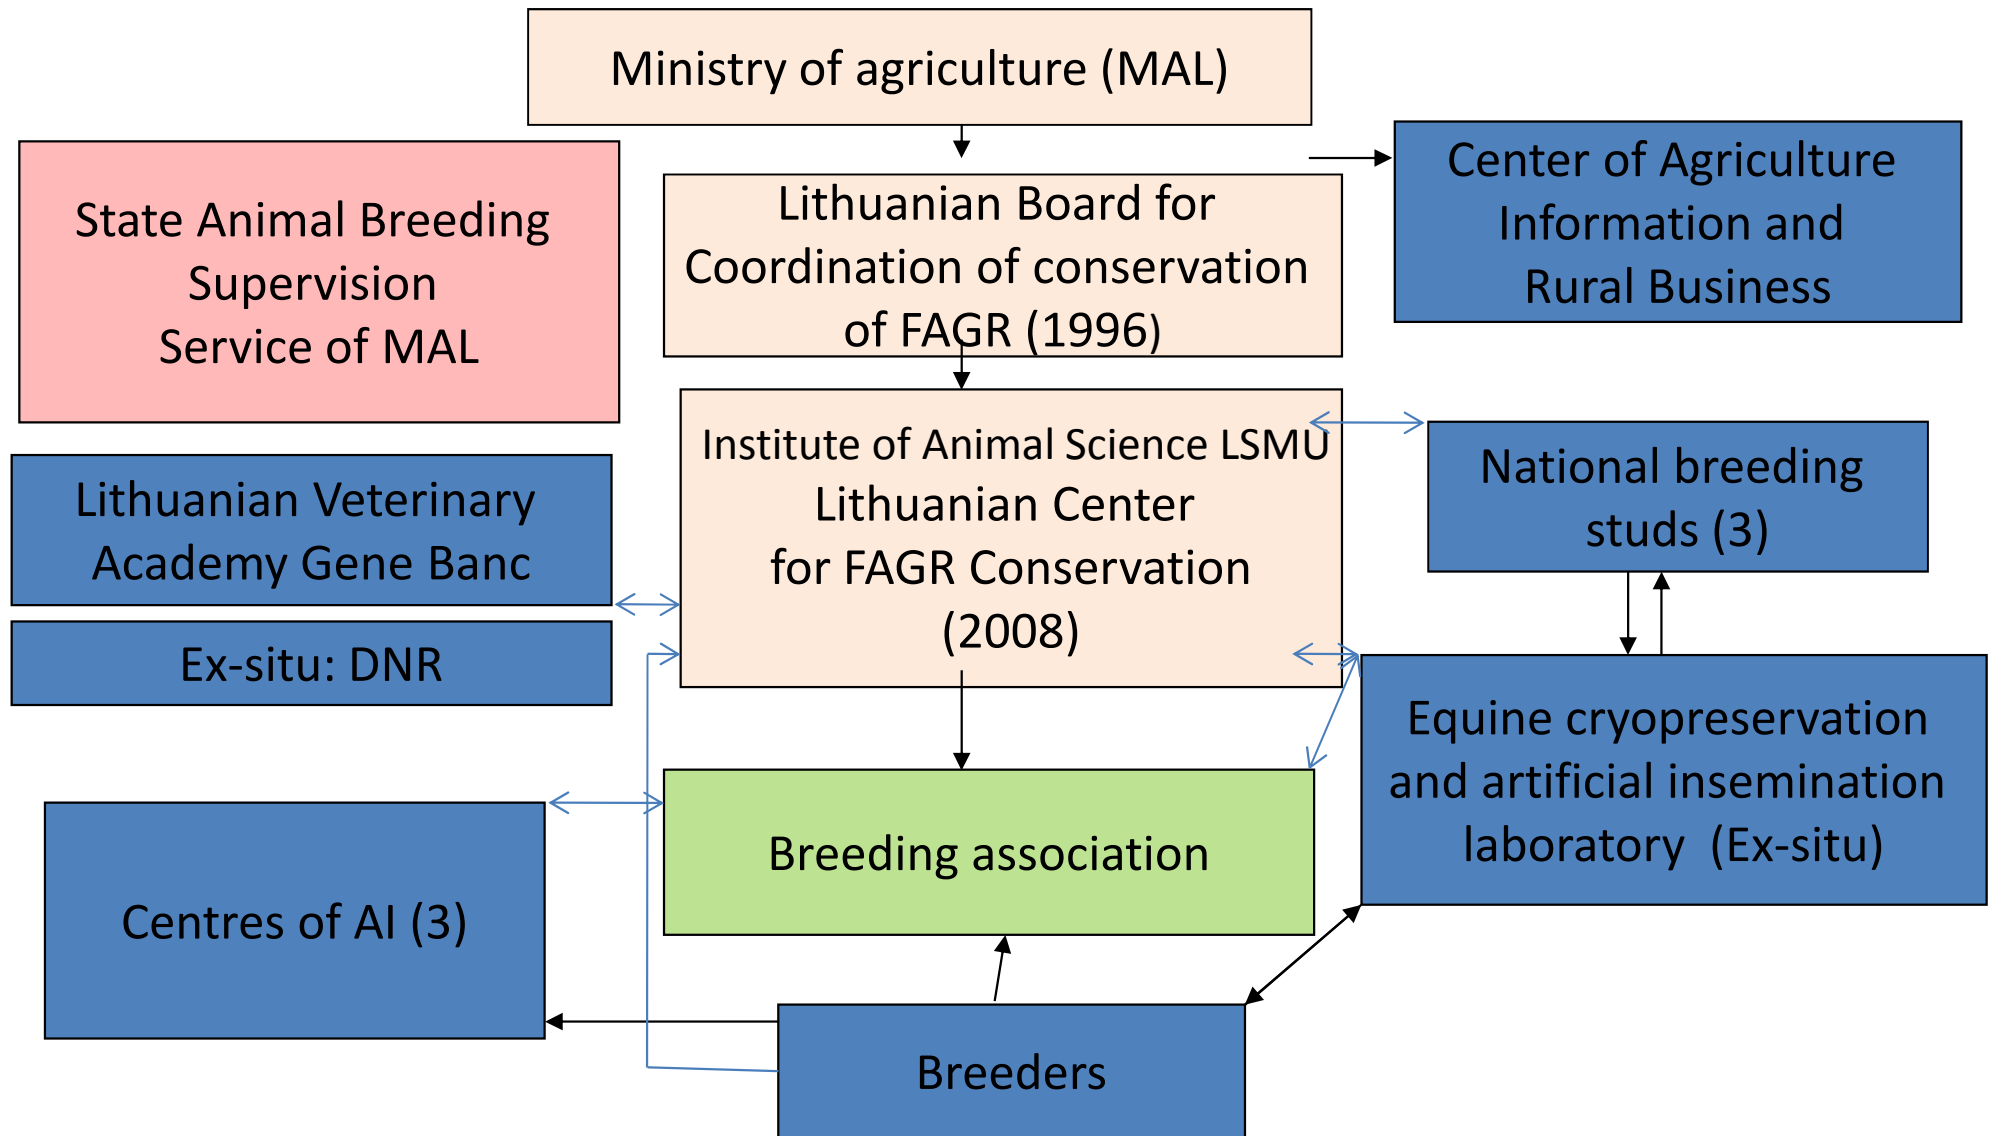 Ministry of agriculture (MAL)
State Animal Breeding
Supervision
Service of MAL
Lithuanian Board for
Coordination of conservation
of FAGR (1996)
Center of Agriculture
Information and
Rural Business
Institute of Animal Science LSMU
Lithuanian Center
for FAGR Conservation
(2008)
National breeding
studs (3)
Lithuanian Veterinary
Academy Gene Banc
Ex-situ: DNR
Equine cryopreservation
and artificial insemination
laboratory (Ex-situ)
Breeding association
Centres of AI (3)
Breeders